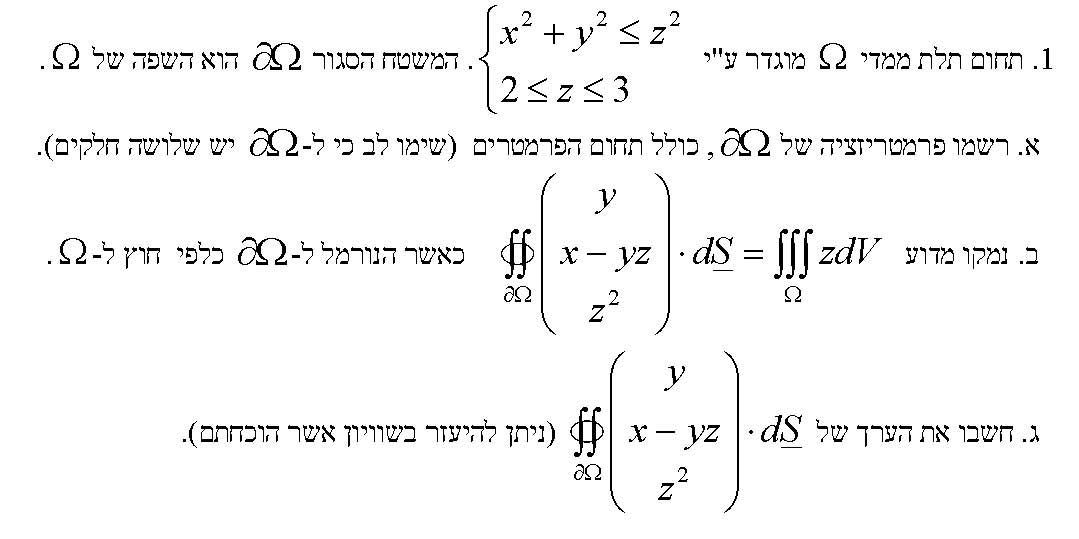 1. תחום תלת ממדי Ω מוגדר ע"י { x² + y² ≤ z² , 2 ≤ z ≤ 3 . המשטח הסגור ∂Ω הוא השפה של Ω .
א. רשמו פרמטריזציה של ∂Ω , כולל תחום הפרמטרים (שימו לב כי ל-∂Ω יש שלושה חלקים).
ב. נמקו מדוע ∯_∂Ω (y, x − yz, z²) · dS = ∭_Ω zdV כאשר הנורמל ל-∂Ω כלפי חוץ ל-Ω .
ג. חשבו את הערך של ∯_∂Ω (y, x − yz, z²) · dS (ניתן להיעזר בשוויון אשר הוכחתם).